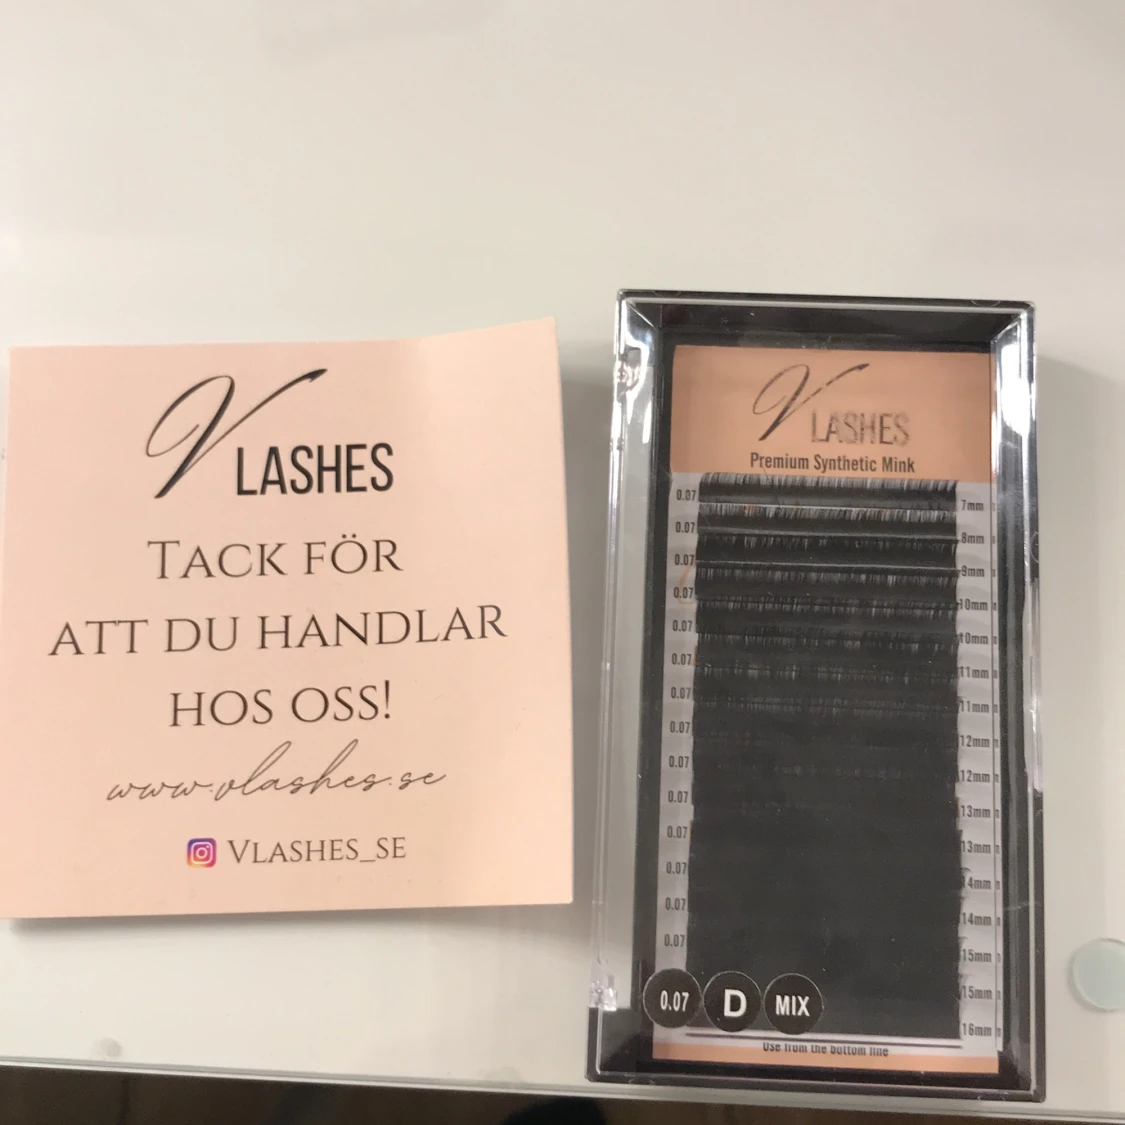 V LASHES
TACK FÖR
ATT DU HANDLAR
HOS OSS!
www.vlashes.se
VLASHES_SE
V LASHES
Premium Synthetic Mink
0.07 7mm
0.07 8mm
0.07 9mm
0.07 10mm
0.07 10mm
0.07 11mm
0.07 11mm
0.07 12mm
0.07 12mm
0.07 13mm
0.07 13mm
0.07 14mm
0.07 14mm
0.07 15mm
15mm
16mm
0.07 D MIX
Use from the bottom line